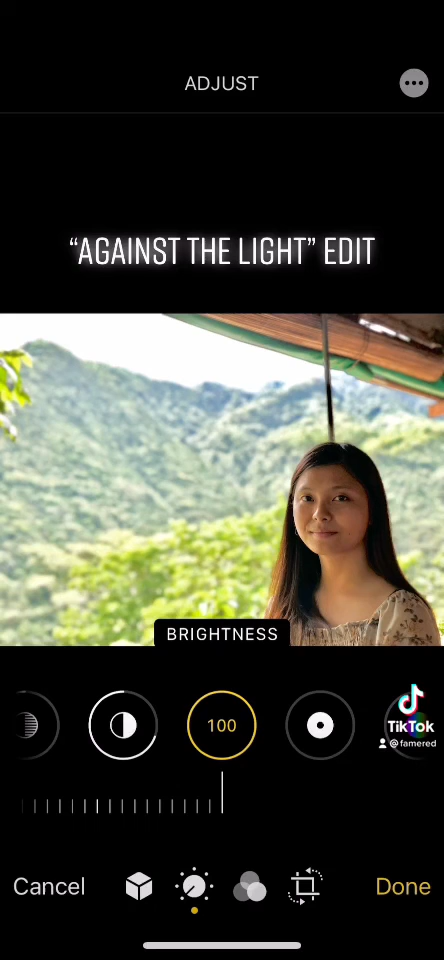 ADJUST
“AGAINST THE LIGHT” EDIT
BRIGHTNESS
100
TikTok
@famered
Cancel
Done